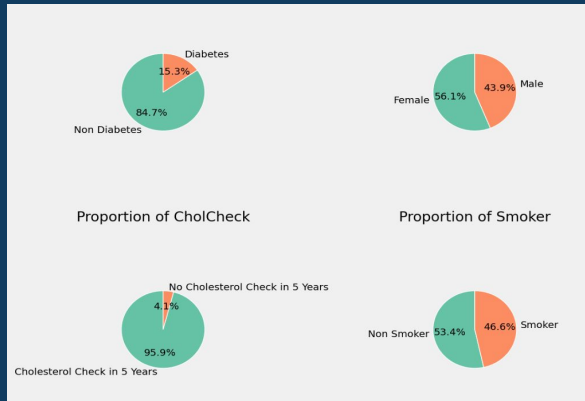 Diabetes
15.3%
84.7%
Non Diabetes
Male
43.9%
56.1%
Female
Proportion of CholCheck
Proportion of Smoker
No Cholesterol Check in 5 Years
4.1%
95.9%
Cholesterol Check in 5 Years
Non Smoker
53.4%
46.6%
Smoker